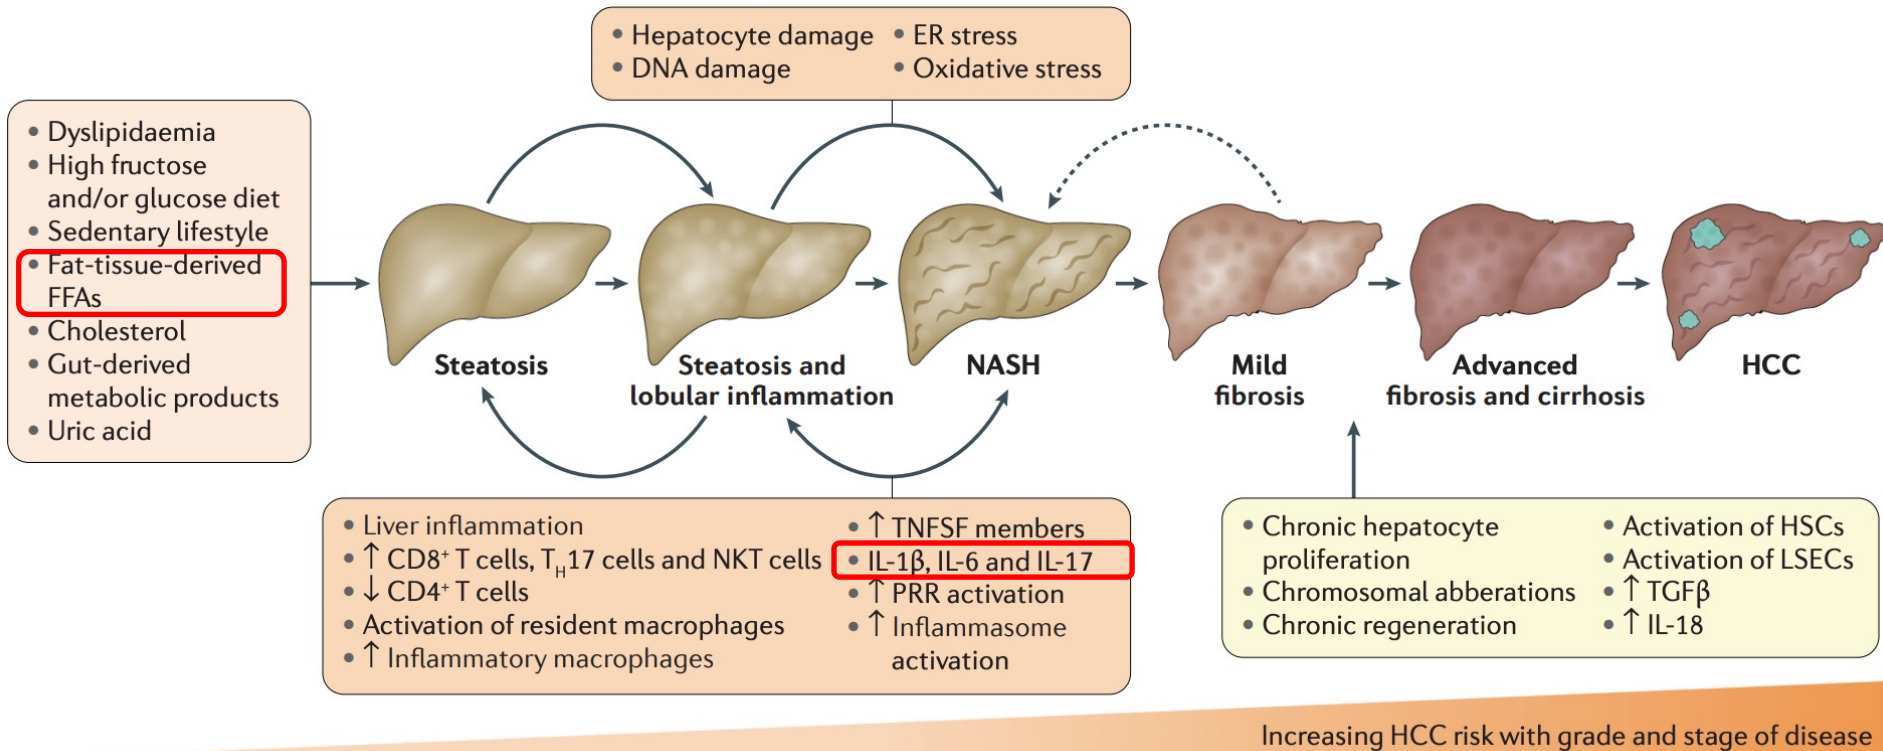 • Hepatocyte damage
• DNA damage
• ER stress
• Oxidative stress
• Dyslipidaemia
• High fructose
and/or glucose diet
• Sedentary lifestyle
• Fat-tissue-derived
FFAs
• Cholesterol
• Gut-derived
metabolic products
• Uric acid
Steatosis
Steatosis and
lobular inflammation
NASH
Mild
fibrosis
Advanced
fibrosis and cirrhosis
HCC
• Liver inflammation
• ↑ CD8⁺ T cells, T_H17 cells and NKT cells
• ↓ CD4⁺ T cells
• Activation of resident macrophages
• ↑ Inflammatory macrophages
• ↑ TNFSF members
• IL-1β, IL-6 and IL-17
• ↑ PRR activation
• ↑ Inflammasome
activation
• Chronic hepatocyte
proliferation
• Chromosomal abberations
• Chronic regeneration
• Activation of HSCs
• Activation of LSECs
• ↑ TGFβ
• ↑ IL-18
Increasing HCC risk with grade and stage of disease